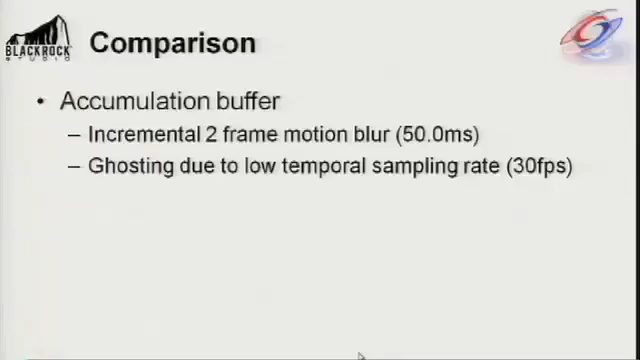 BLACKROCK
STUDIO
Comparison
• Accumulation buffer
– Incremental 2 frame motion blur (50.0ms)
– Ghosting due to low temporal sampling rate (30fps)